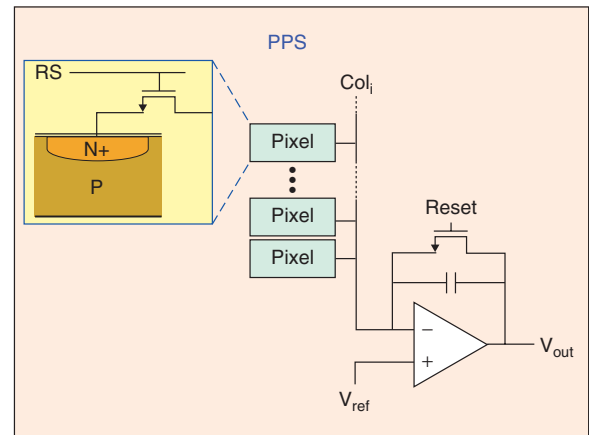 PPS
RS
N+
P
Col_i
Pixel
Pixel
Pixel
Reset
−
+
V_out
V_ref